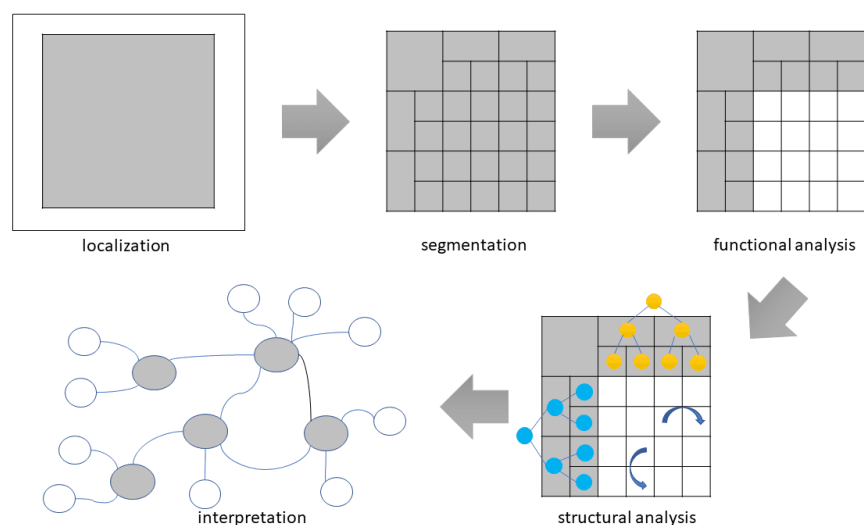 localization
segmentation
functional analysis
structural analysis
interpretation